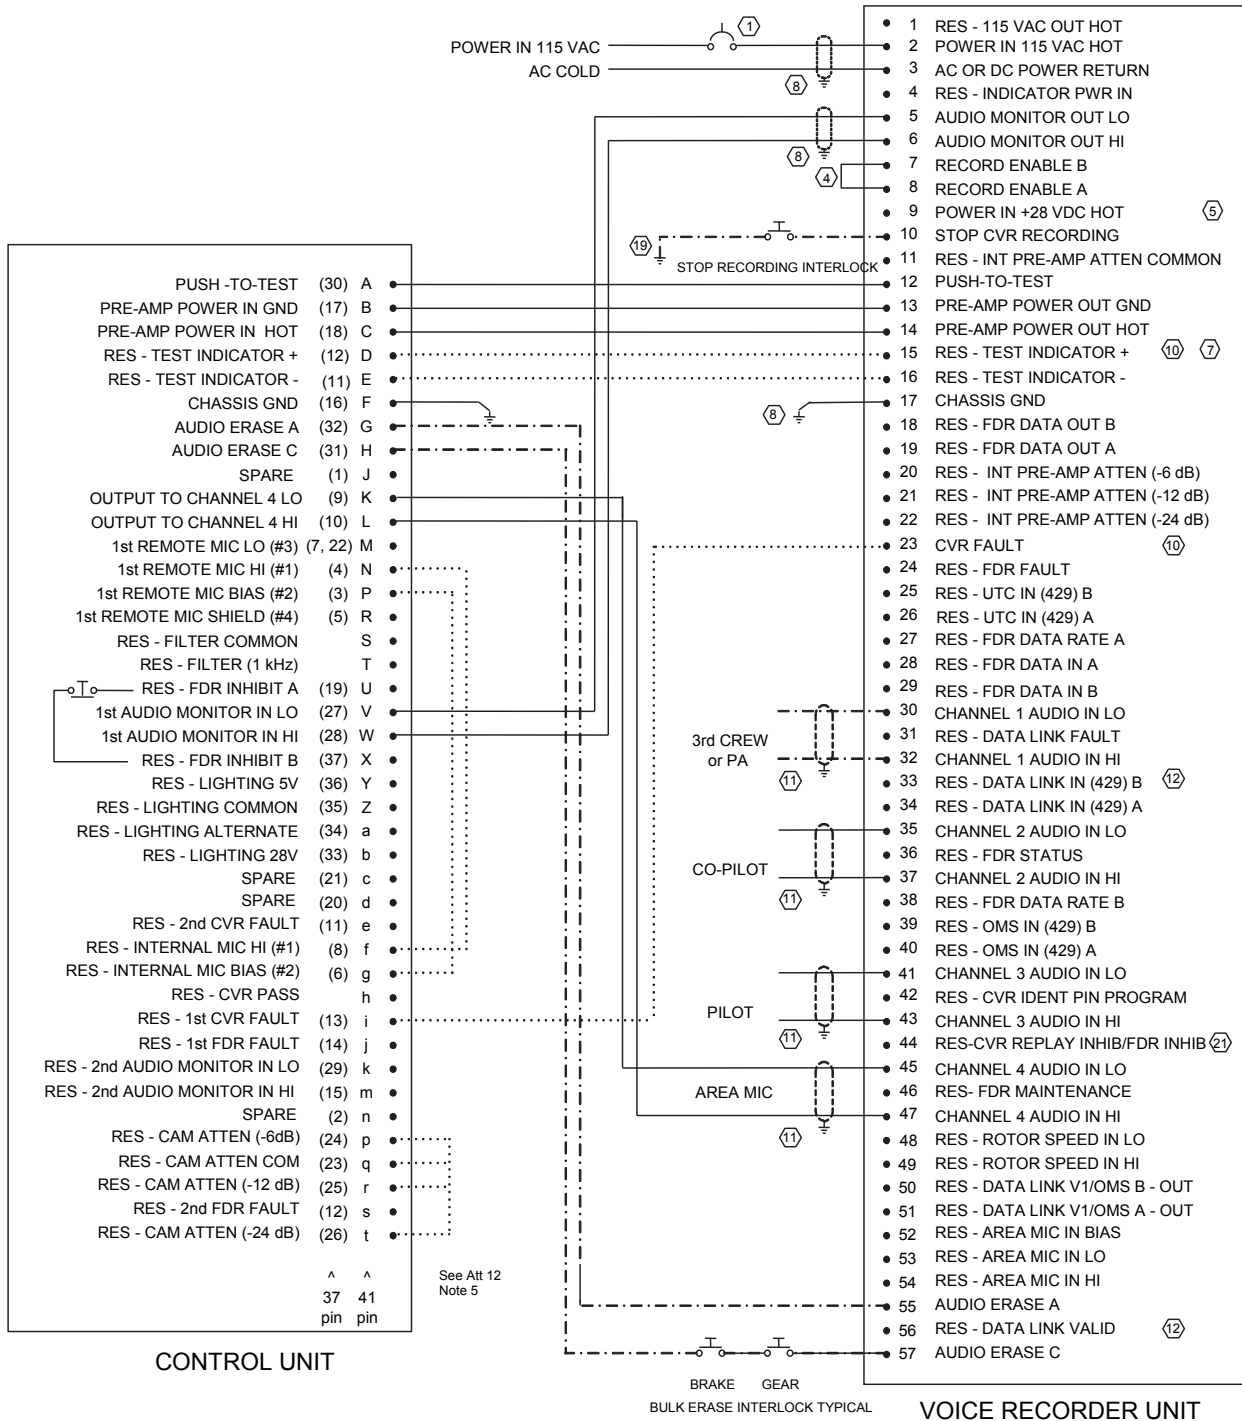 POWER IN 115 VAC
1
AC COLD
8
8
4
19
STOP RECORDING INTERLOCK
1 RES - 115 VAC OUT HOT
2 POWER IN 115 VAC HOT
3 AC OR DC POWER RETURN
4 RES - INDICATOR PWR IN
5 AUDIO MONITOR OUT LO
6 AUDIO MONITOR OUT HI
7 RECORD ENABLE B
8 RECORD ENABLE A
9 POWER IN +28 VDC HOT 5
10 STOP CVR RECORDING
11 RES - INT PRE-AMP ATTEN COMMON
12 PUSH-TO-TEST
13 PRE-AMP POWER OUT GND
14 PRE-AMP POWER OUT HOT
15 RES - TEST INDICATOR + 10 7
16 RES - TEST INDICATOR -
17 CHASSIS GND
18 RES - FDR DATA OUT B
19 RES - FDR DATA OUT A
20 RES - INT PRE-AMP ATTEN (-6 dB)
21 RES - INT PRE-AMP ATTEN (-12 dB)
22 RES - INT PRE-AMP ATTEN (-24 dB)
23 CVR FAULT 10
24 RES - FDR FAULT
25 RES - UTC IN (429) B
26 RES - UTC IN (429) A
27 RES - FDR DATA RATE A
28 RES - FDR DATA IN A
29 RES - FDR DATA IN B
30 CHANNEL 1 AUDIO IN LO
31 RES - DATA LINK FAULT
32 CHANNEL 1 AUDIO IN HI
33 RES - DATA LINK IN (429) B 12
34 RES - DATA LINK IN (429) A
35 CHANNEL 2 AUDIO IN LO
36 RES - FDR STATUS
37 CHANNEL 2 AUDIO IN HI
38 RES - FDR DATA RATE B
39 RES - OMS IN (429) B
40 RES - OMS IN (429) A
41 CHANNEL 3 AUDIO IN LO
42 RES - CVR IDENT PIN PROGRAM
43 CHANNEL 3 AUDIO IN HI
44 RES-CVR REPLAY INHIB/FDR INHIB 21
45 CHANNEL 4 AUDIO IN LO
46 RES- FDR MAINTENANCE
47 CHANNEL 4 AUDIO IN HI
48 RES - ROTOR SPEED IN LO
49 RES - ROTOR SPEED IN HI
50 RES - DATA LINK V1/OMS B - OUT
51 RES - DATA LINK V1/OMS A - OUT
52 RES - AREA MIC IN BIAS
53 RES - AREA MIC IN LO
54 RES - AREA MIC IN HI
55 AUDIO ERASE A
56 RES - DATA LINK VALID 12
57 AUDIO ERASE C
VOICE RECORDER UNIT
PUSH -TO-TEST (30) A
PRE-AMP POWER IN GND (17) B
PRE-AMP POWER IN HOT (18) C
RES - TEST INDICATOR + (12) D
RES - TEST INDICATOR - (11) E
CHASSIS GND (16) F
AUDIO ERASE A (32) G
AUDIO ERASE C (31) H
SPARE (1) J
OUTPUT TO CHANNEL 4 LO (9) K
OUTPUT TO CHANNEL 4 HI (10) L
1st REMOTE MIC LO (#3) (7, 22) M
1st REMOTE MIC HI (#1) (4) N
1st REMOTE MIC BIAS (#2) (3) P
1st REMOTE MIC SHIELD (#4) (5) R
RES - FILTER COMMON S
RES - FILTER (1 kHz) T
RES - FDR INHIBIT A (19) U
1st AUDIO MONITOR IN LO (27) V
1st AUDIO MONITOR IN HI (28) W
RES - FDR INHIBIT B (37) X
RES - LIGHTING 5V (36) Y
RES - LIGHTING COMMON (35) Z
RES - LIGHTING ALTERNATE (34) a
RES - LIGHTING 28V (33) b
SPARE (21) c
SPARE (20) d
RES - 2nd CVR FAULT (11) e
RES - INTERNAL MIC HI (#1) (8) f
RES - INTERNAL MIC BIAS (#2) (6) g
RES - CVR PASS h
RES - 1st CVR FAULT (13) i
RES - 1st FDR FAULT (14) j
RES - 2nd AUDIO MONITOR IN LO (29) k
RES - 2nd AUDIO MONITOR IN HI (15) m
SPARE (2) n
RES - CAM ATTEN (-6dB) (24) p
RES - CAM ATTEN COM (23) q
RES - CAM ATTEN (-12 dB) (25) r
RES - 2nd FDR FAULT (12) s
RES - CAM ATTEN (-24 dB) (26) t
^ ^
37 41
pin pin
CONTROL UNIT
See Att 12
Note 5
8
3rd CREW
or PA
11
CO-PILOT
11
PILOT
11
AREA MIC
11
BRAKE GEAR
BULK ERASE INTERLOCK TYPICAL